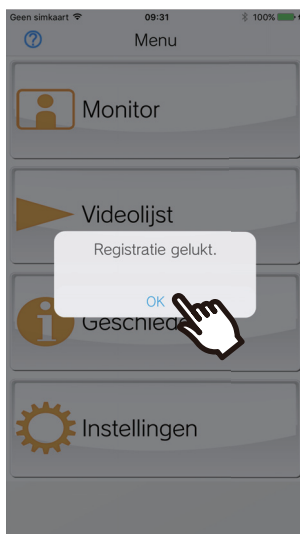 Geen simkaart 09:31 100%
Menu
Monitor
Videolijst
Registratie gelukt.
OK
Instellingen